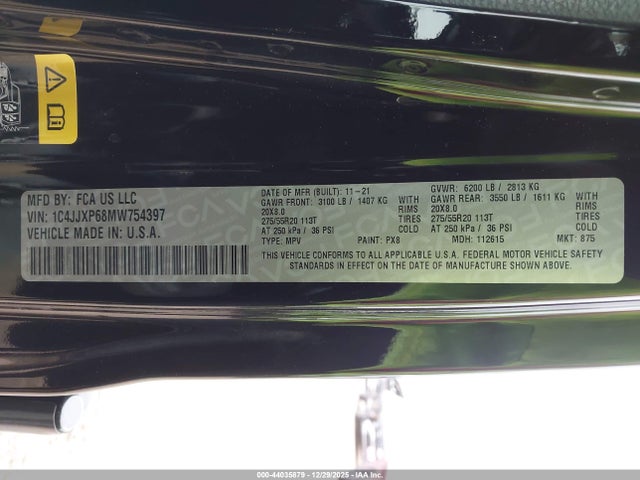 MFD BY: FCA US LLC
VIN: 1C4JJXP68MW754397
VEHICLE MADE IN: U.S.A.
DATE OF MFR (BUILT): 11-21
GVWR: 6200 LB / 2813 KG
GAWR FRONT: 3100 LB / 1407 KG
GAWR REAR: 3550 LB / 1611 KG
20X8.0
20X8.0
275/55R20 113T TIRES
275/55R20 113T TIRES
AT 250 kPa / 36 PSI COLD
AT 250 kPa / 36 PSI COLD
TYPE: MPV PAINT: PX8 MDH: 112615 MKT: 875
THIS VEHICLE CONFORMS TO ALL APPLICABLE U.S.A. FEDERAL MOTOR VEHICLE SAFETY
STANDARDS IN EFFECT ON THE DATE OF MANUFACTURE SHOWN ABOVE.
000-44035879 - 12/29/2025 - IAA Inc.